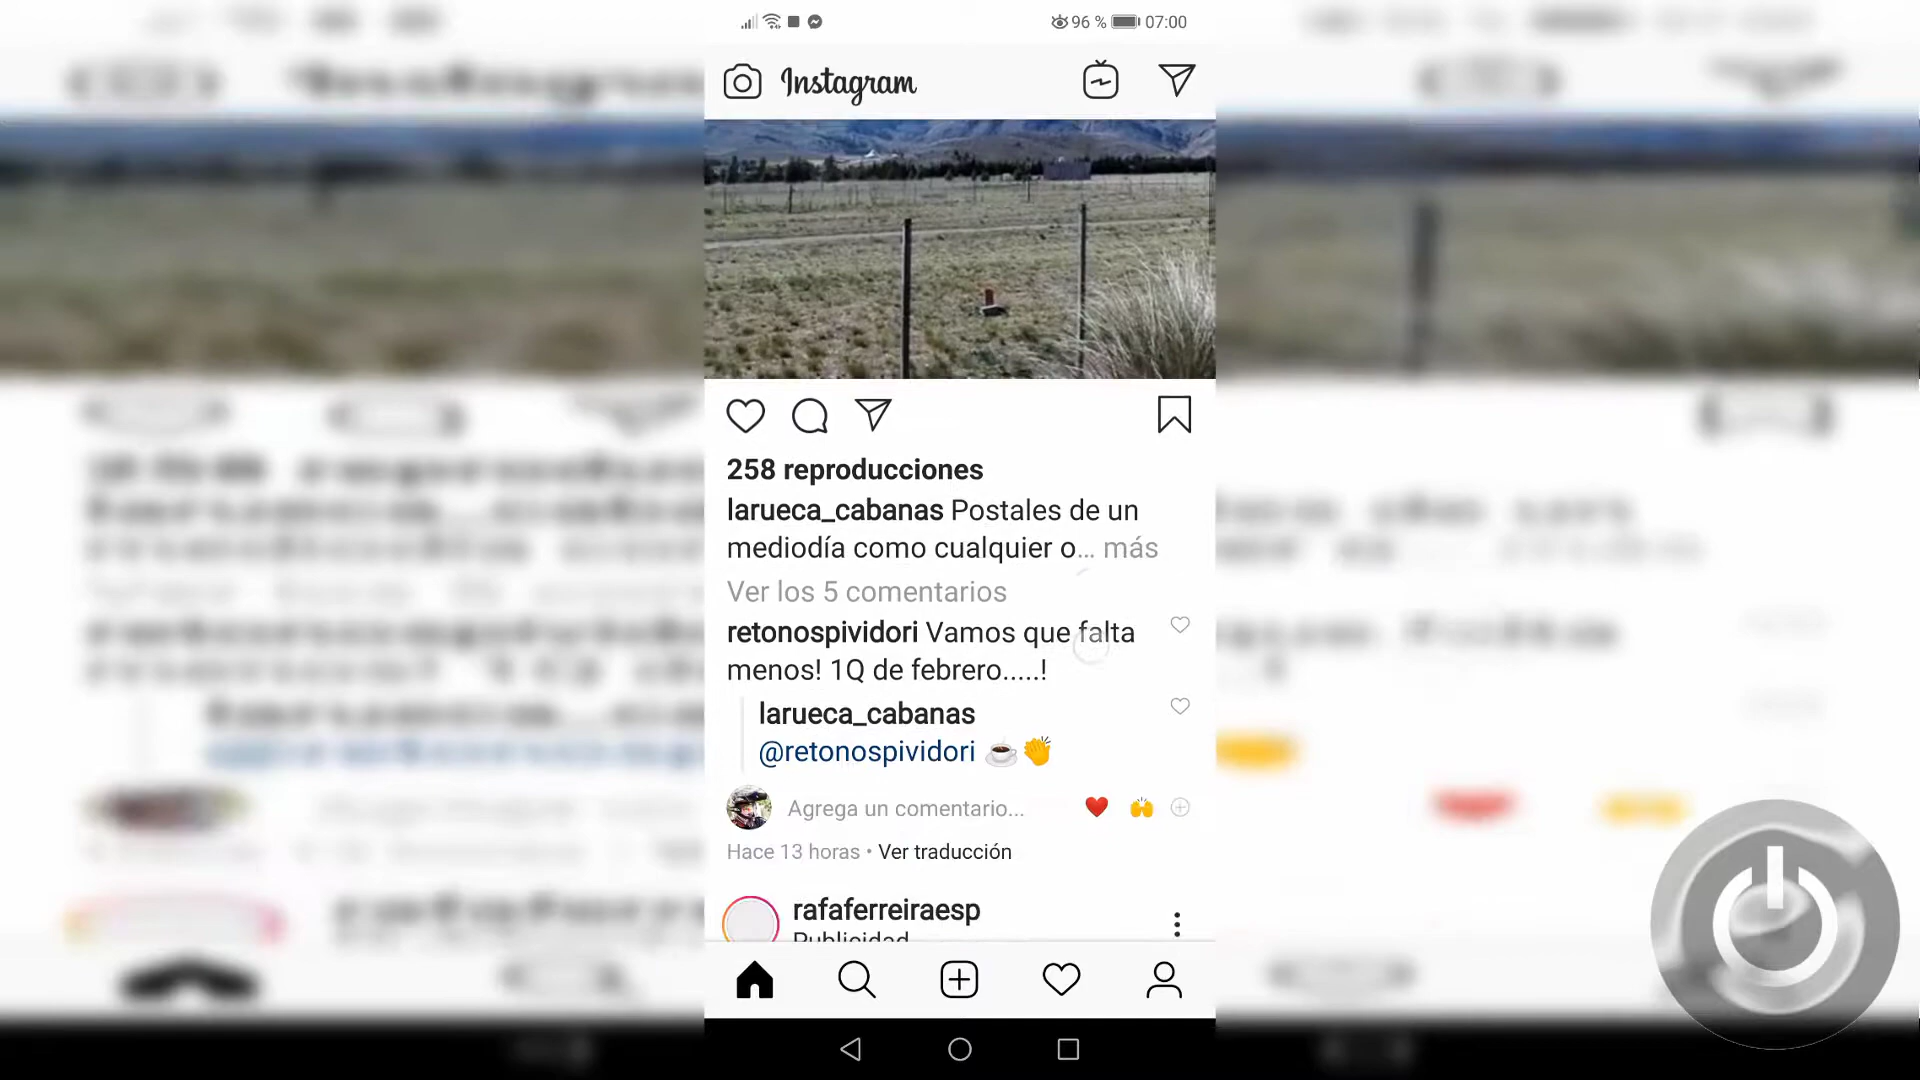 96 % 07:00
Instagram
258 reproducciones
larueca_cabanas Postales de un
mediodía como cualquier o... más
Ver los 5 comentarios
retonospividori Vamos que falta
menos! 1Q de febrero.....!
larueca_cabanas
@retonospividori ☕👏
Agrega un comentario... ❤️ 🙌
Hace 13 horas • Ver traducción
rafaferreiraesp
Publicidad